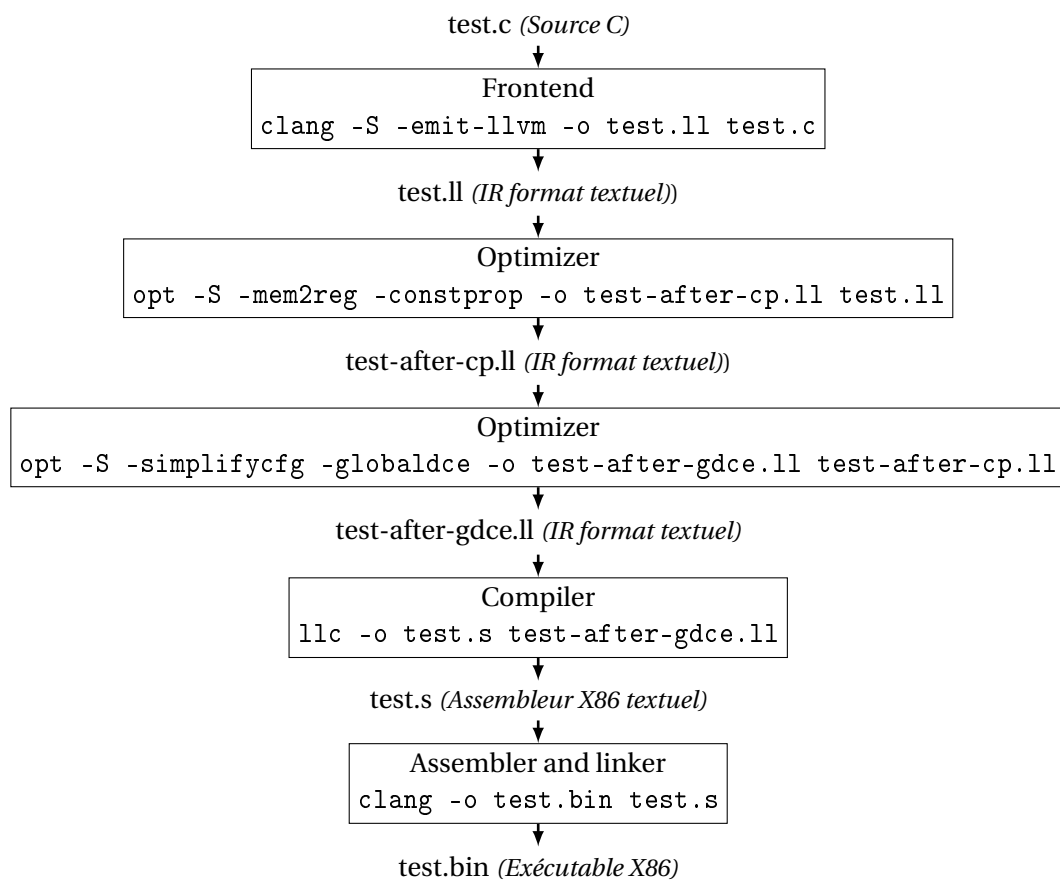 test.c (Source C)
Frontend
clang -S -emit-llvm -o test.ll test.c
test.ll (IR format textuel))
Optimizer
opt -S -mem2reg -constprop -o test-after-cp.ll test.ll
test-after-cp.ll (IR format textuel))
Optimizer
opt -S -simplifycfg -globaldce -o test-after-gdce.ll test-after-cp.ll
test-after-gdce.ll (IR format textuel)
Compiler
llc -o test.s test-after-gdce.ll
test.s (Assembleur X86 textuel)
Assembler and linker
clang -o test.bin test.s
test.bin (Exécutable X86)